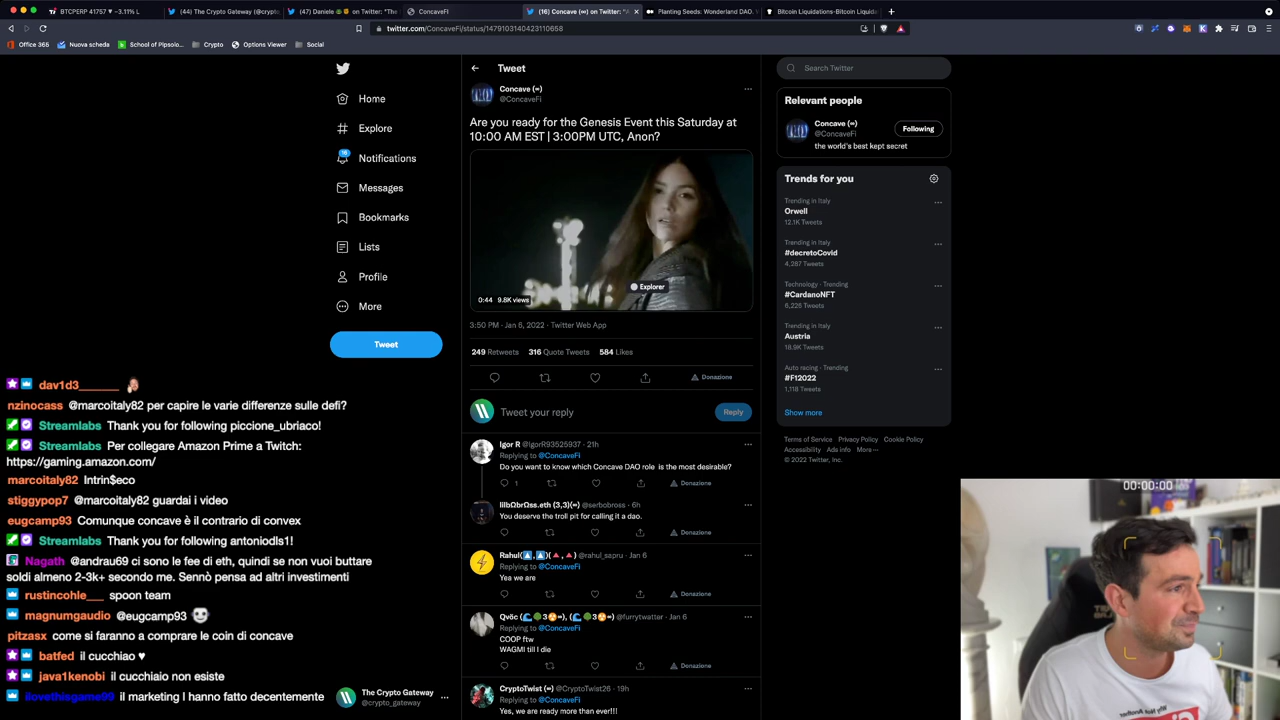 BTCPERP 41757 ▼ −3.11% L
(44) The Crypto Gateway (@crypto
(47) Daniele on Twitter: "The
ConcaveFi
(16) Concave (∞) on Twitter: "
Planting Seeds: Wonderland DAO.
Bitcoin Liquidations-Bitcoin Liquida
twitter.com/ConcaveFi/status/1479103140423110658
Office 365
Nuova scheda
School of Pipsolo...
Crypto
Options Viewer
Social
Home
Explore
16
Notifications
Messages
Bookmarks
Lists
Profile
More
Tweet
Tweet
Concave (∞)
@ConcaveFi
Are you ready for the Genesis Event this Saturday at
10:00 AM EST | 3:00PM UTC, Anon?
Explorer
0:44 9.8K views
3:50 PM · Jan 6, 2022 · Twitter Web App
249 Retweets 316 Quote Tweets 584 Likes
Donazione
Tweet your reply
Reply
Igor R @IgorR93525937 · 21h
Replying to @ConcaveFi
Do you want to know which Concave DAO role is the most desirable?
1
Donazione
lilbΩbrΩss.eth (3,3)(∞) @serbobross · 6h
You deserve the troll pit for calling it a dao.
Donazione
@rahul_sapru · Jan 6
Replying to @ConcaveFi
Yea we are
Donazione
@furrytwatter · Jan 6
Replying to @ConcaveFi
COOP ftw
WAGMI till I die
Donazione
CryptoTwist (∞) @CryptoTwist26 · 19h
Replying to @ConcaveFi
Yes, we are ready more than ever!!!
Search Twitter
Relevant people
Concave (∞)
@ConcaveFi
Following
the world's best kept secret
Trends for you
Trending in Italy
Orwell
12.1K Tweets
Trending in Italy
#decretoCovid
4,287 Tweets
Technology · Trending
#CardanoNFT
6,225 Tweets
Trending in Italy
Austria
18.9K Tweets
Auto racing · Trending
#F12022
1,118 Tweets
Show more
Terms of Service Privacy Policy Cookie Policy
Accessibility Ads info More ···
© 2022 Twitter, Inc.
dav1d3_______
nzinocass @marcoitaly82 per capire le varie differenze sulle defi?
Streamlabs Thank you for following piccione_ubriaco!
Streamlabs Per collegare Amazon Prime a Twitch:
https://gaming.amazon.com/
marcoitaly82 Intrin$eco
stiggypop7 @marcoitaly82 guardai i video
eugcamp93 Comunque concave è il contrario di convex
Streamlabs Thank you for following antoniodls1!
Nagath @andrau69 ci sono le fee di eth, quindi se non vuoi buttare
soldi almeno 2-3k+ secondo me. Sennò pensa ad altri investimenti
rustincohle___ spoon team
magnumgaudio @eugcamp93
pitzasx come si faranno a comprare le coin di concave
batfed il cucchiao ♥
java1kenobi il cucchiaio non esiste
ilovethisgame99 il marketing l hanno fatto decentemente
The Crypto Gateway
@crypto_gateway
00:00:00
Why Not Another